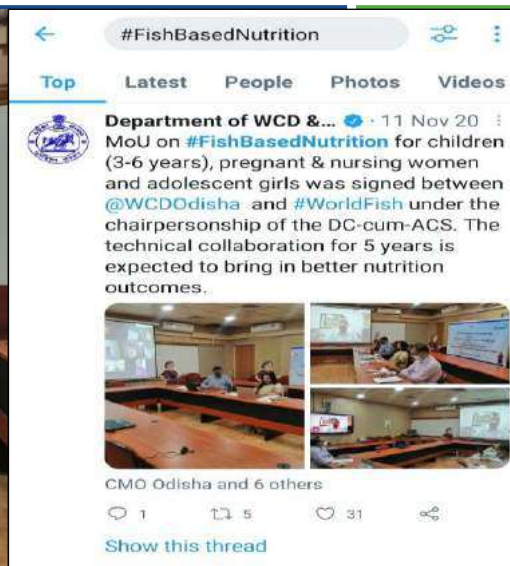 #FishBasedNutrition
Top Latest People Photos Videos
Department of WCD &... · 11 Nov 20
MoU on #FishBasedNutrition for children
(3-6 years), pregnant & nursing women
and adolescent girls was signed between
@WCDOdisha and #WorldFish under the
chairpersonship of the DC-cum-ACS. The
technical collaboration for 5 years is
expected to bring in better nutrition
outcomes.
CMO Odisha and 6 others
1 5 31
Show this thread